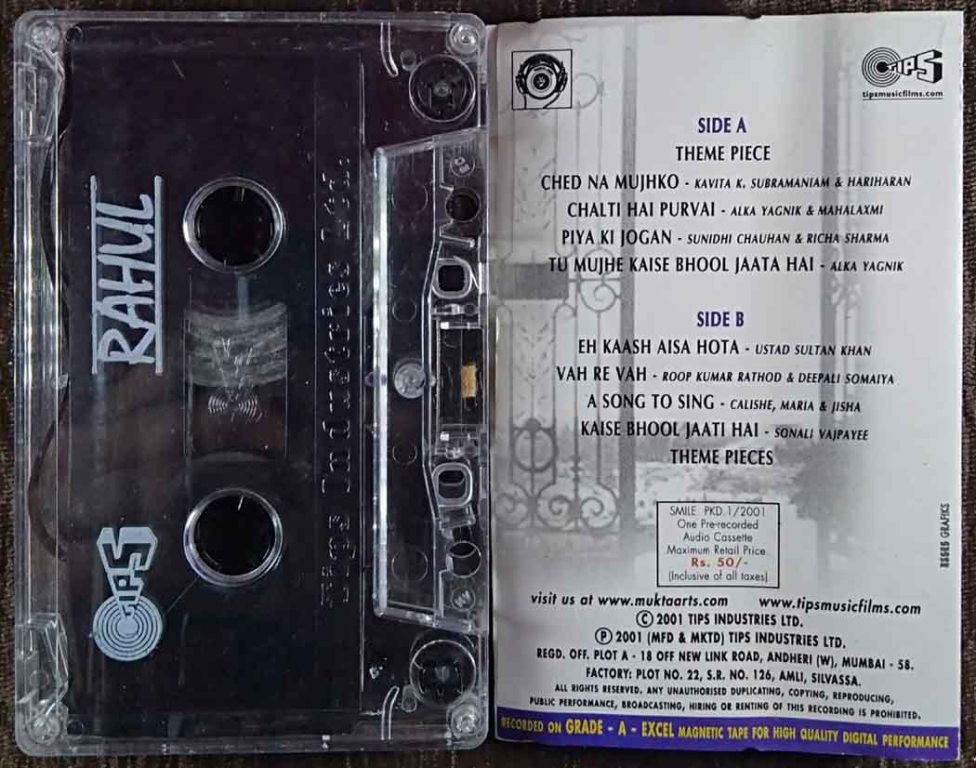 RAHUL
TIPS
Tips Industries Ltd.
TIPS
tipsmusicfilms.com
SIDE A
THEME PIECE
CHED NA MUJHKO - KAVITA K. SUBRAMANIAM & HARIHARAN
CHALTI HAI PURVAI - ALKA YAGNIK & MAHALAXMI
PIYA KI JOGAN - SUNIDHI CHAUHAN & RICHA SHARMA
TU MUJHE KAISE BHOOL JAATA HAI - ALKA YAGNIK
SIDE B
EH KAASH AISA HOTA - USTAD SULTAN KHAN
VAH RE VAH - ROOP KUMAR RATHOD & DEEPALI SOMAIYA
A SONG TO SING - CALISHE, MARIA & JISHA
KAISE BHOOL JAATI HAI - SONALI VAJPAYEE
THEME PIECES
SMILE PKD.1/2001
One Pre-recorded
Audio Cassette
Maximum Retail Price
Rs. 50/-
(Inclusive of all taxes)
ESSES GRAFIKS
visit us at www.muktaarts.com www.tipsmusicfilms.com
© 2001 TIPS INDUSTRIES LTD.
℗ 2001 (MFD & MKTD) TIPS INDUSTRIES LTD.
REGD. OFF. PLOT A - 18 OFF NEW LINK ROAD, ANDHERI (W), MUMBAI - 58.
FACTORY: PLOT NO. 22, S.R. NO. 126, AMLI, SILVASSA.
ALL RIGHTS RESERVED. ANY UNAUTHORISED DUPLICATING, COPYING, REPRODUCING,
PUBLIC PERFORMANCE, BROADCASTING, HIRING OR RENTING OF THIS RECORDING IS PROHIBITED.
RECORDED ON GRADE - A - EXCEL MAGNETIC TAPE FOR HIGH QUALITY DIGITAL PERFORMANCE